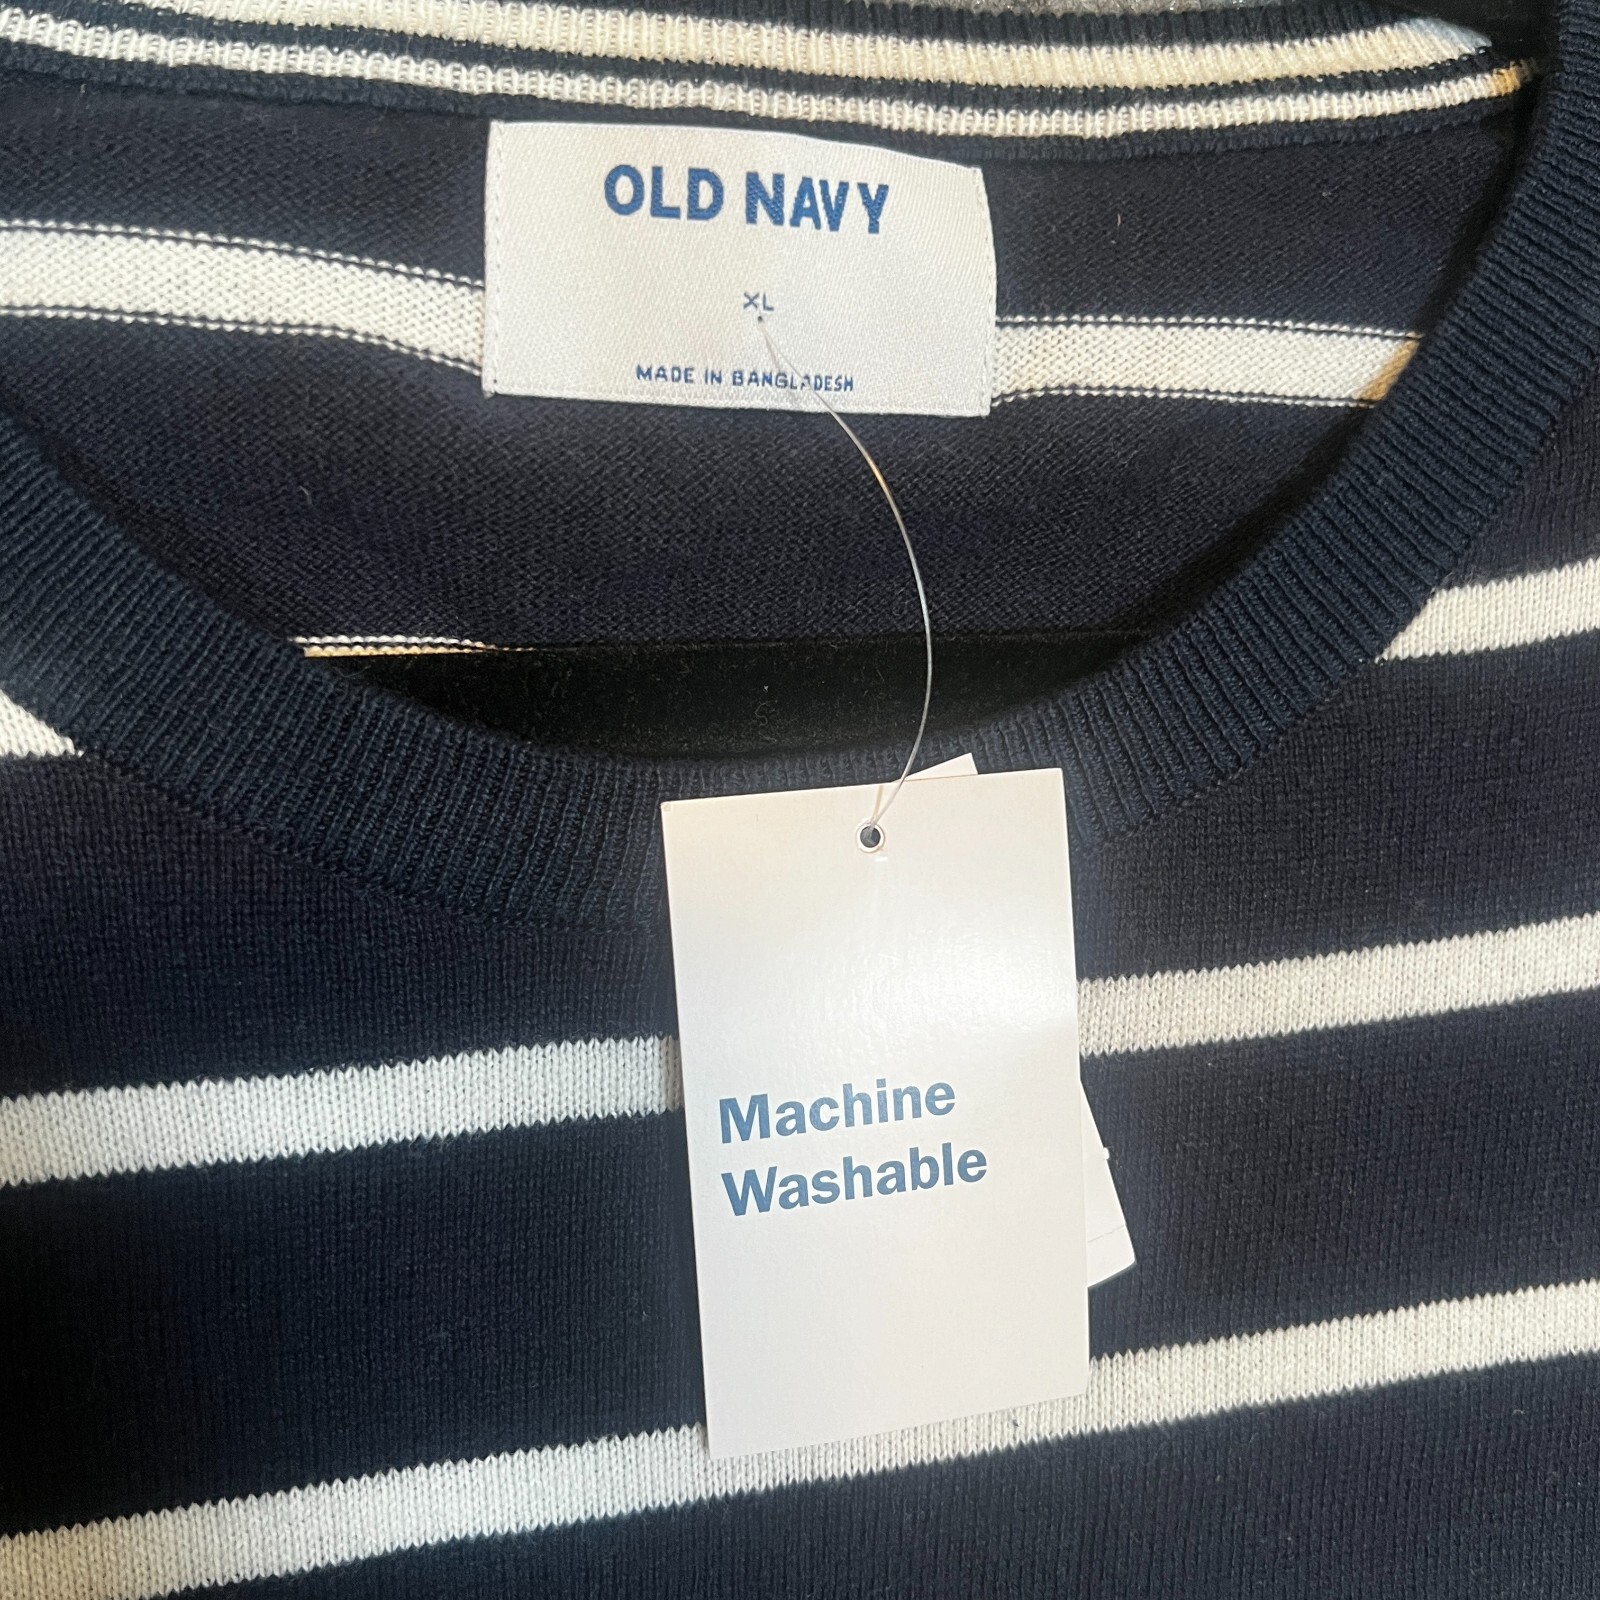 OLD NAVY
XL
MADE IN BANGLADESH
Machine
Washable